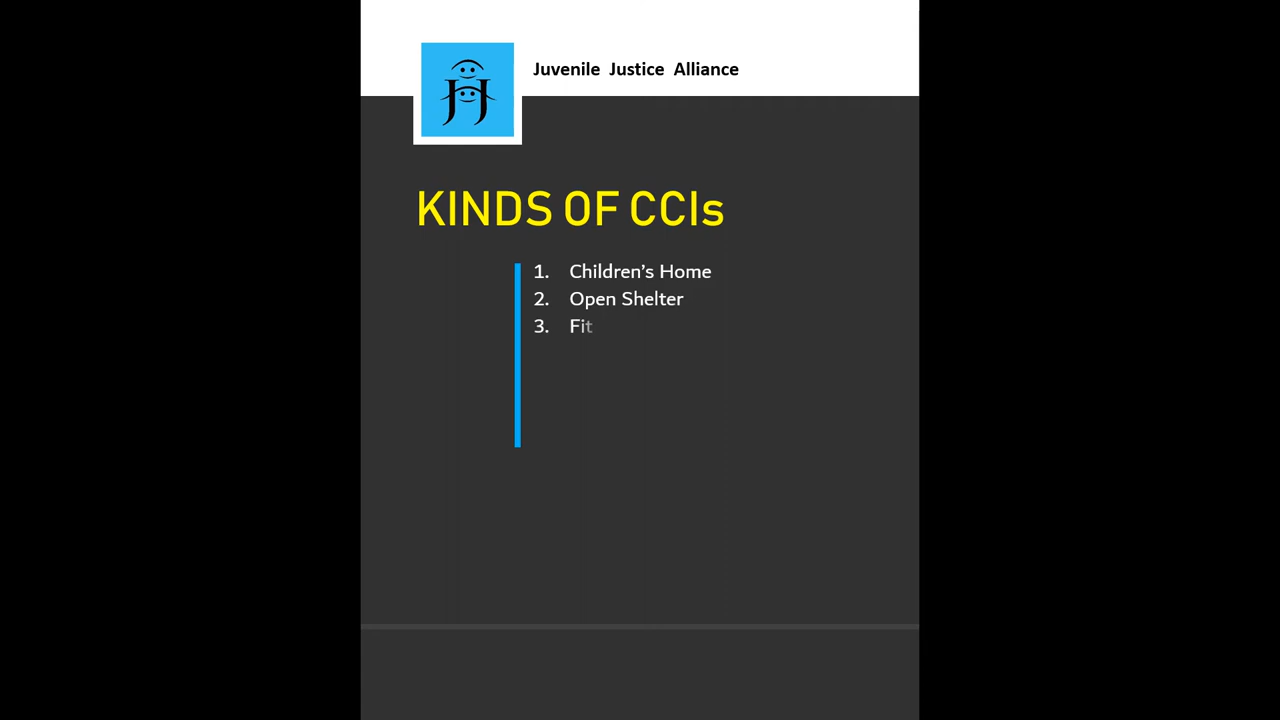 Juvenile Justice Alliance
KINDS OF CCIs
1. Children's Home
2. Open Shelter
3. Fit